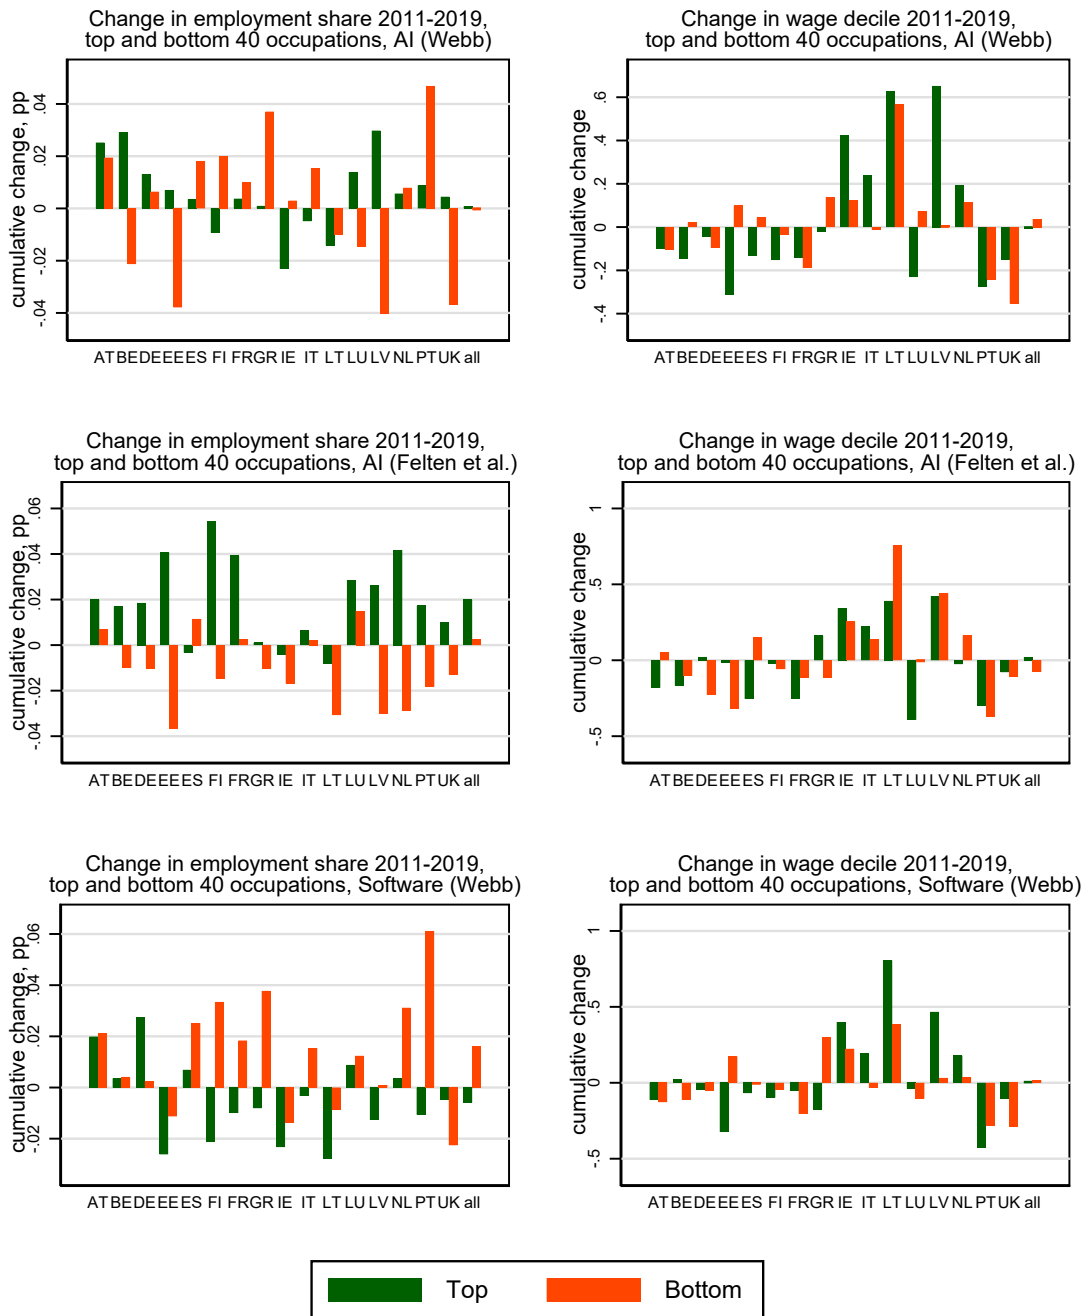 Change in employment share 2011-2019,
top and bottom 40 occupations, AI (Webb)
cumulative change, pp
.04
.02
0
-.02
-.04
AT BE DE EE ES FI FR GR IE IT LT LU LV NL PT UK all
Change in wage decile 2011-2019,
top and bottom 40 occupations, AI (Webb)
cumulative change
.6
.4
.2
0
-.2
-.4
AT BE DE EE ES FI FR GR IE IT LT LU LV NL PT UK all
Change in employment share 2011-2019,
top and bottom 40 occupations, AI (Felten et al.)
cumulative change, pp
.06
.04
.02
0
-.02
-.04
AT BE DE EE ES FI FR GR IE IT LT LU LV NL PT UK all
Change in wage decile 2011-2019,
top and botom 40 occupations, AI (Felten et al.)
cumulative change
1
.5
0
-.5
AT BE DE EE ES FI FR GR IE IT LT LU LV NL PT UK all
Change in employment share 2011-2019,
top and bottom 40 occupations, Software (Webb)
cumulative change, pp
.06
.04
.02
0
-.02
AT BE DE EE ES FI FR GR IE IT LT LU LV NL PT UK all
Change in wage decile 2011-2019,
top and bottom 40 occupations, Software (Webb)
cumulative change
1
.5
0
-.5
AT BE DE EE ES FI FR GR IE IT LT LU LV NL PT UK all
Top Bottom